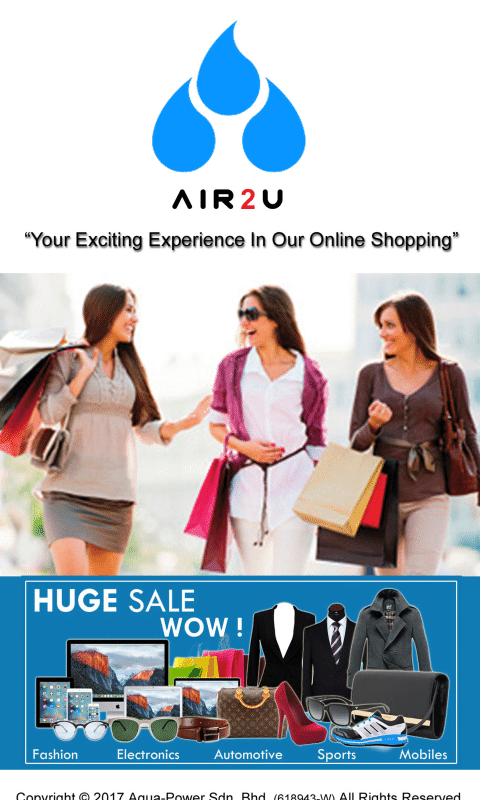 AIR2U
“Your Exciting Experience In Our Online Shopping”
HUGE SALE
WOW !
Fashion Electronics Automotive Sports Mobiles
Copyright © 2017 Aqua-Power Sdn. Bhd. (618943-W) All Rights Reserved